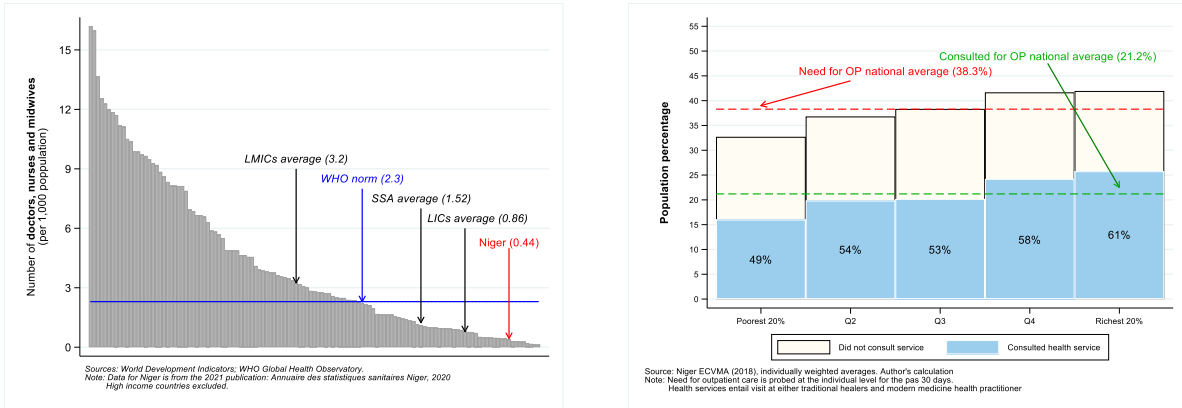 Number of doctors, nurses and midwives
(per 1,000 poppulation)
15
12
9
6
3
0
LMICs average (3.2)
WHO norm (2.3)
SSA average (1.52)
LICs average (0.86)
Niger (0.44)
Sources: World Development Indicators; WHO Global Health Observatory.
Note: Data for Niger is from the 2021 publication: Annuaire des statistiques sanitaires Niger, 2020
High income countries excluded.
Population percentage
55
50
45
40
35
30
25
20
15
10
5
0
Consulted for OP national average (21.2%)
Need for OP national average (38.3%)
49%
54%
53%
58%
61%
Poorest 20%
Q2
Q3
Q4
Richest 20%
Did not consult service
Consulted health service
Source: Niger ECVMA (2018), individually weighted averages. Author's calculation
Note: Need for outpatient care is probed at the individual level for the pas 30 days.
Health services entail visit at either traditional healers and modern medicine health practitioner